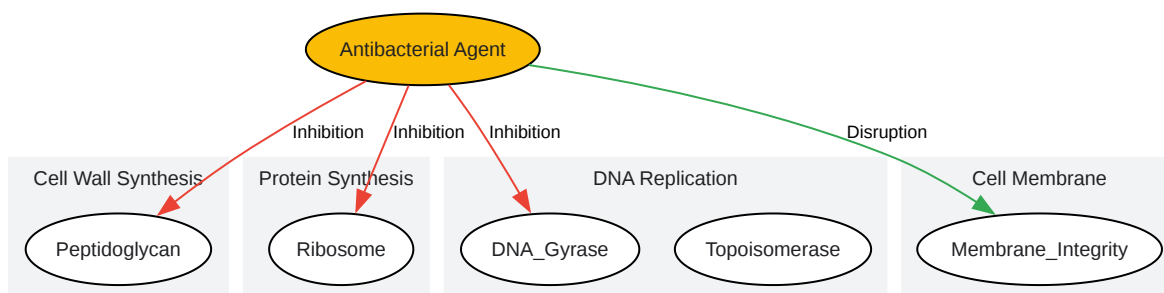 Antibacterial Agent
Inhibition
Inhibition
Inhibition
Disruption
Cell Wall Synthesis
Protein Synthesis
DNA Replication
Cell Membrane
Peptidoglycan
Ribosome
DNA_Gyrase
Topoisomerase
Membrane_Integrity